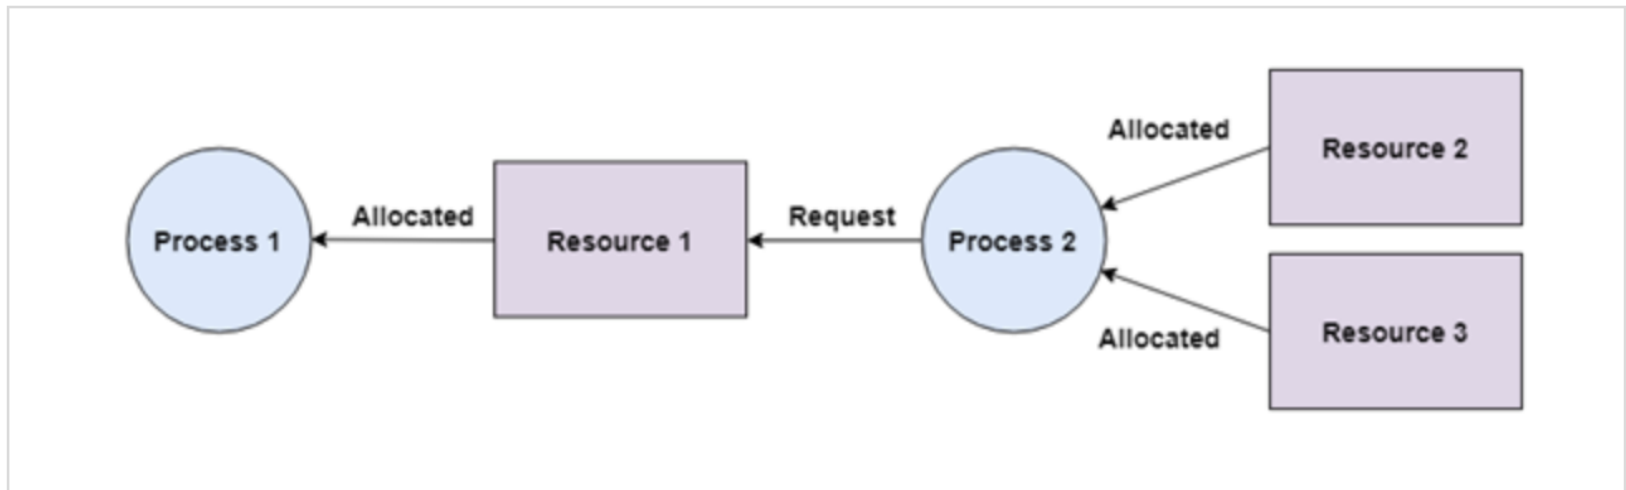 Process 1
Allocated
Resource 1
Request
Process 2
Allocated
Resource 2
Allocated
Resource 3